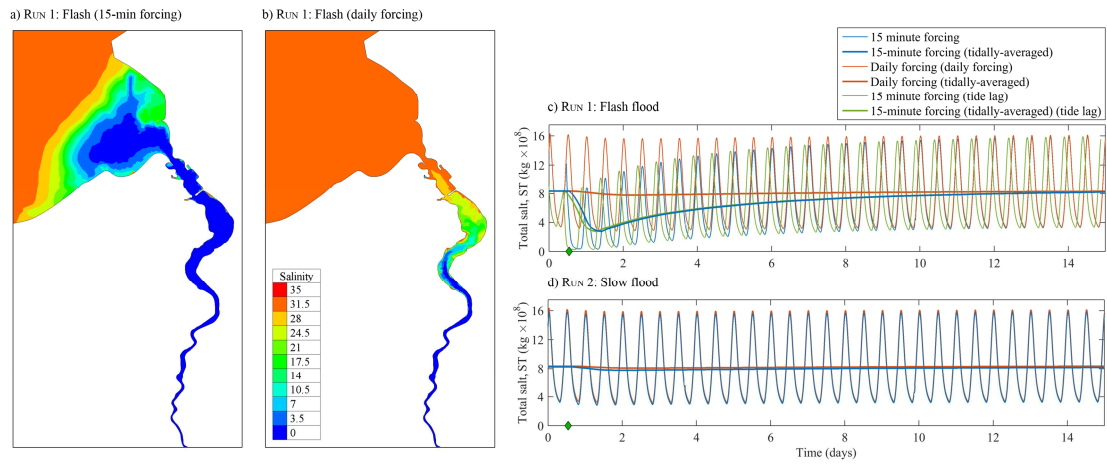 a) RUN 1: Flash (15-min forcing)
b) RUN 1: Flash (daily forcing)
Salinity
35
31.5
28
24.5
21
17.5
14
10.5
7
3.5
0
15 minute forcing
15-minute forcing (tidally-averaged)
Daily forcing (daily forcing)
Daily forcing (tidally-averaged)
15 minute forcing (tide lag)
15-minute forcing (tidally-averaged) (tide lag)
c) RUN 1: Flash flood
Total salt, ST (kg ×10⁸)
16
12
8
4
0
0 2 4 6 8 10 12 14
d) RUN 2: Slow flood
Total salt, ST (kg ×10⁸)
16
12
8
4
0
0 2 4 6 8 10 12 14
Time (days)